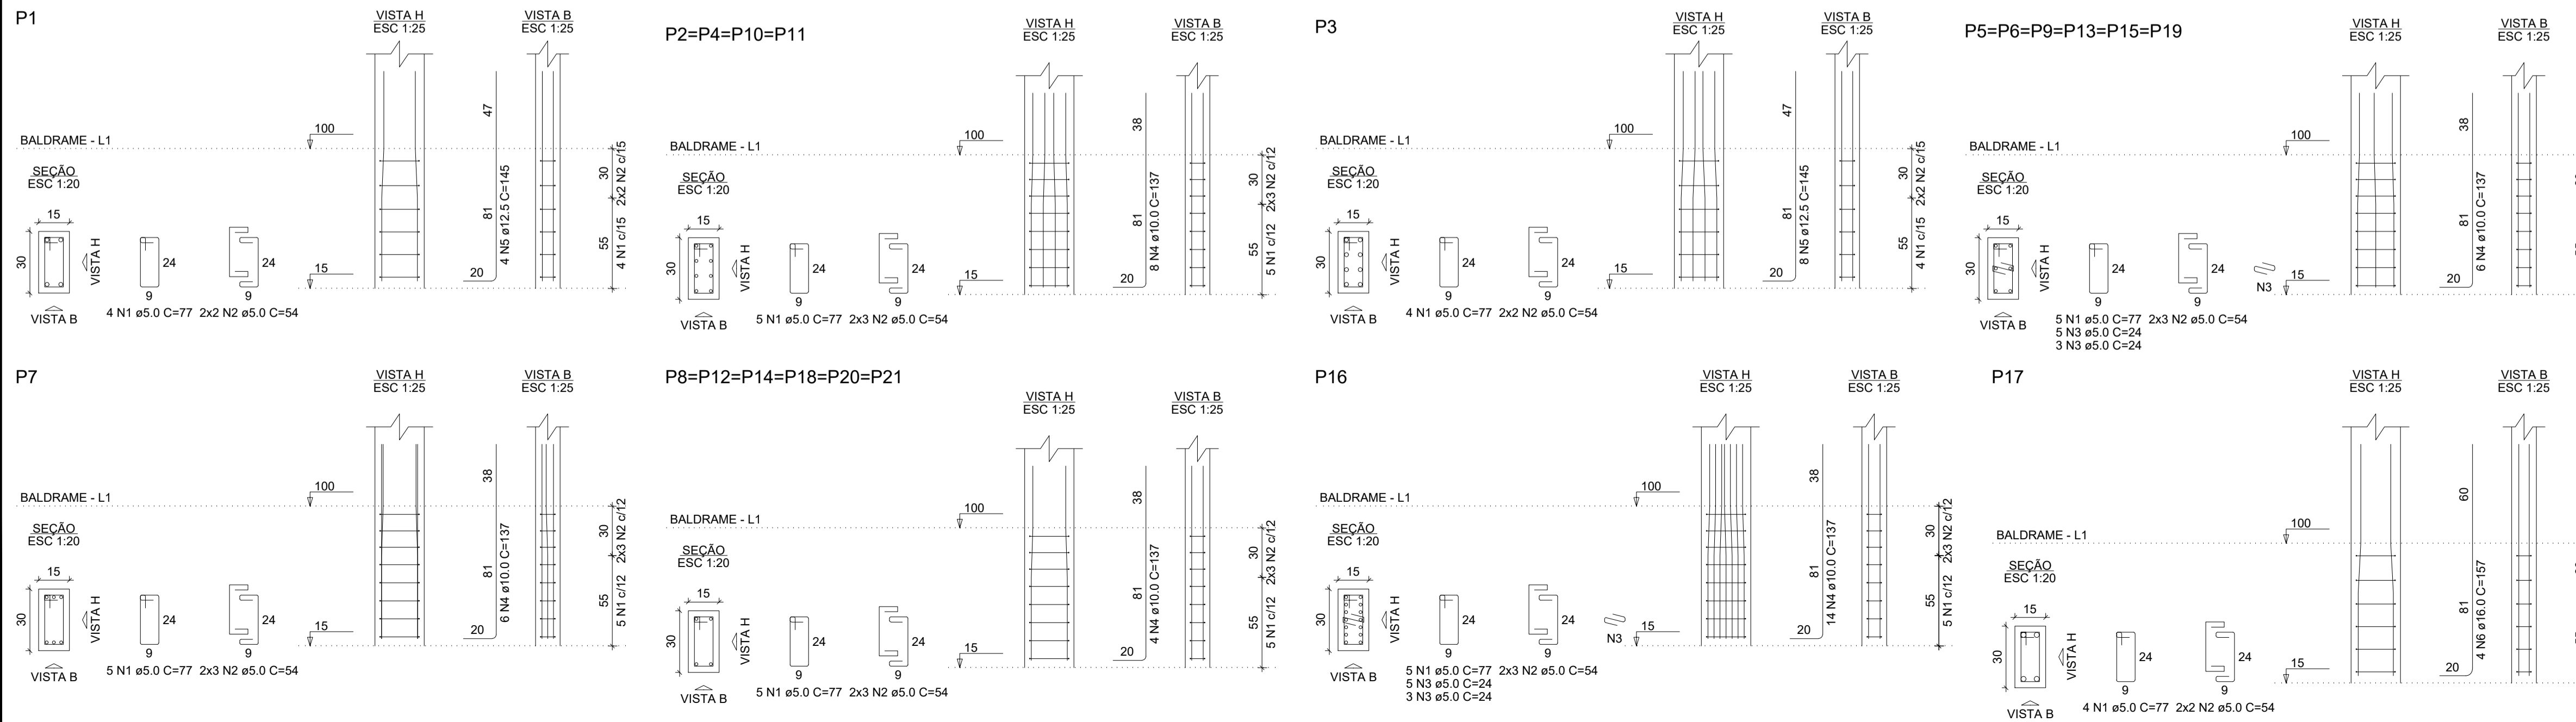 P1
VISTA H
ESC 1:25
VISTA B
ESC 1:25
BALDRAME - L1
100
47
SEÇÃO
ESC 1:20
15
30
VISTA H
VISTA B
24
9
24
9
15
81
4 N5 ø12.5 C=145
20
30
2x2 N2 c/15
55
4 N1 c/15
4 N1 ø5.0 C=77 2x2 N2 ø5.0 C=54
P2=P4=P10=P11
VISTA H
ESC 1:25
VISTA B
ESC 1:25
BALDRAME - L1
100
38
SEÇÃO
ESC 1:20
15
30
VISTA H
VISTA B
24
9
24
9
15
81
8 N4 ø10.0 C=137
20
30
2x3 N2 c/12
55
5 N1 c/12
5 N1 ø5.0 C=77 2x3 N2 ø5.0 C=54
P3
VISTA H
ESC 1:25
VISTA B
ESC 1:25
BALDRAME - L1
100
47
SEÇÃO
ESC 1:20
15
30
VISTA H
VISTA B
24
9
24
9
15
81
8 N5 ø12.5 C=145
20
30
2x2 N2 c/15
55
4 N1 c/15
4 N1 ø5.0 C=77 2x2 N2 ø5.0 C=54
P5=P6=P9=P13=P15=P19
VISTA H
ESC 1:25
VISTA B
ESC 1:25
BALDRAME - L1
100
38
SEÇÃO
ESC 1:20
15
30
VISTA H
VISTA B
24
9
24
9
N3
15
81
6 N4 ø10.0 C=137
20
5 N1 ø5.0 C=77 2x3 N2 ø5.0 C=54
5 N3 ø5.0 C=24
3 N3 ø5.0 C=24
P7
VISTA H
ESC 1:25
VISTA B
ESC 1:25
BALDRAME - L1
100
38
SEÇÃO
ESC 1:20
15
30
VISTA H
VISTA B
24
9
24
9
15
81
6 N4 ø10.0 C=137
20
30
2x3 N2 c/12
55
5 N1 c/12
5 N1 ø5.0 C=77 2x3 N2 ø5.0 C=54
P8=P12=P14=P18=P20=P21
VISTA H
ESC 1:25
VISTA B
ESC 1:25
BALDRAME - L1
100
38
SEÇÃO
ESC 1:20
15
30
VISTA H
VISTA B
24
9
24
9
15
81
4 N4 ø10.0 C=137
20
30
2x3 N2 c/12
55
5 N1 c/12
5 N1 ø5.0 C=77 2x3 N2 ø5.0 C=54
P16
VISTA H
ESC 1:25
VISTA B
ESC 1:25
BALDRAME - L1
100
38
SEÇÃO
ESC 1:20
15
30
VISTA H
VISTA B
24
9
24
9
N3
15
81
14 N4 ø10.0 C=137
20
30
2x3 N2 c/12
55
5 N1 c/12
5 N1 ø5.0 C=77 2x3 N2 ø5.0 C=54
5 N3 ø5.0 C=24
3 N3 ø5.0 C=24
P17
VISTA H
ESC 1:25
VISTA B
ESC 1:25
BALDRAME - L1
100
60
SEÇÃO
ESC 1:20
15
30
VISTA H
VISTA B
24
9
24
9
15
81
4 N6 ø16.0 C=157
20
4 N1 ø5.0 C=77 2x2 N2 ø5.0 C=54